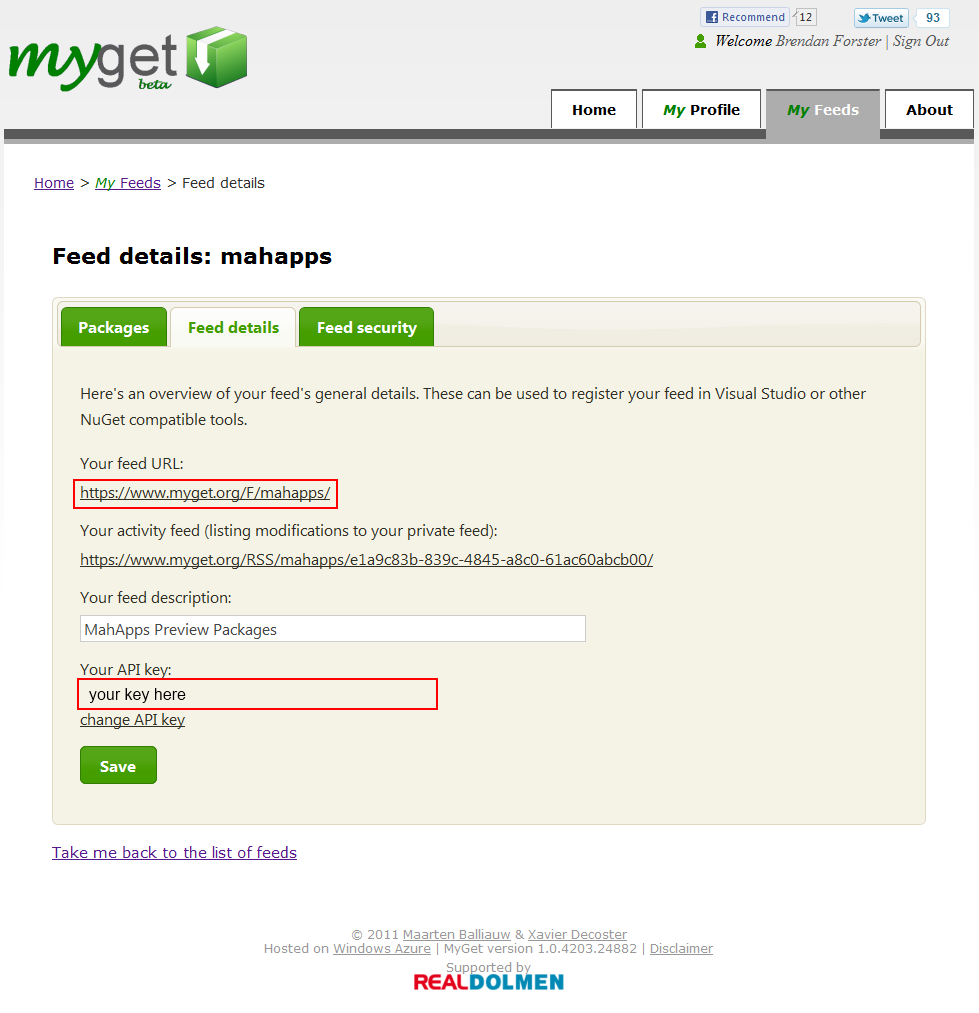 Recommend 12 Tweet 93
myget beta
Welcome Brendan Forster | Sign Out
Home My Profile My Feeds About
Home > My Feeds > Feed details
Feed details: mahapps
Packages Feed details Feed security
Here's an overview of your feed's general details. These can be used to register your feed in Visual Studio or other
NuGet compatible tools.
Your feed URL:
https://www.myget.org/F/mahapps/
Your activity feed (listing modifications to your private feed):
https://www.myget.org/RSS/mahapps/e1a9c83b-839c-4845-a8c0-61ac60abcb00/
Your feed description:
MahApps Preview Packages
Your API key:
your key here
change API key
Save
Take me back to the list of feeds
© 2011 Maarten Balliauw & Xavier Decoster
Hosted on Windows Azure | MyGet version 1.0.4203.24882 | Disclaimer
Supported by
REALDOLMEN